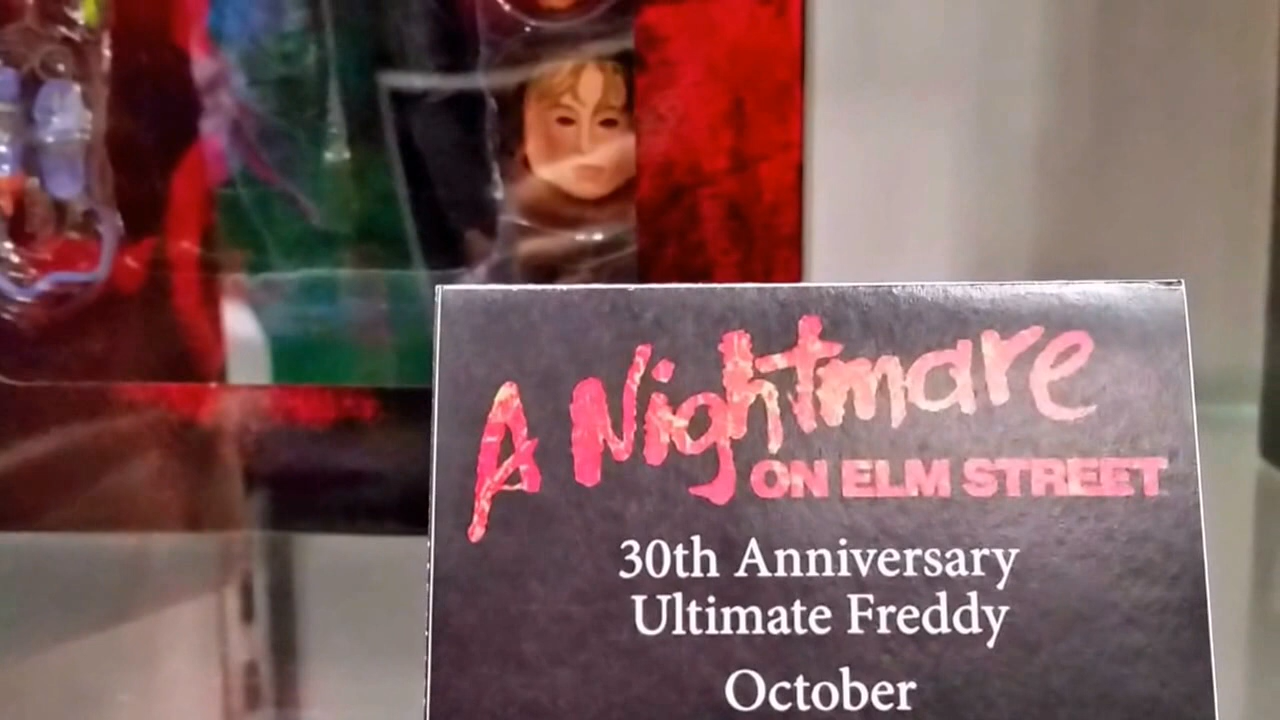 A Nightmare
ON ELM STREET
30th Anniversary
Ultimate Freddy
October